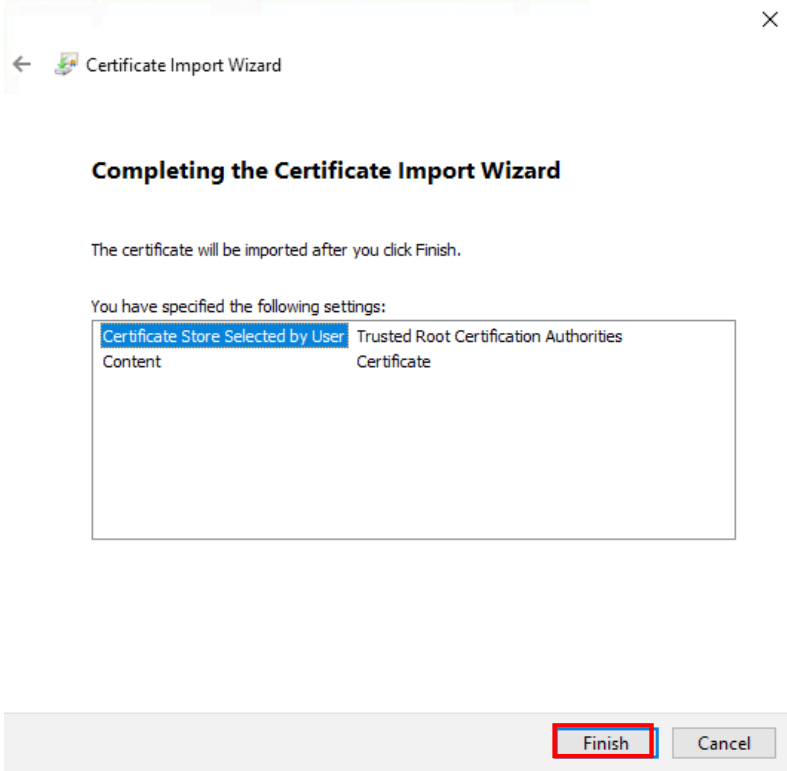 Certificate Import Wizard
Completing the Certificate Import Wizard
The certificate will be imported after you click Finish.
You have specified the following settings:
Certificate Store Selected by User Trusted Root Certification Authorities
Content Certificate
Finish Cancel